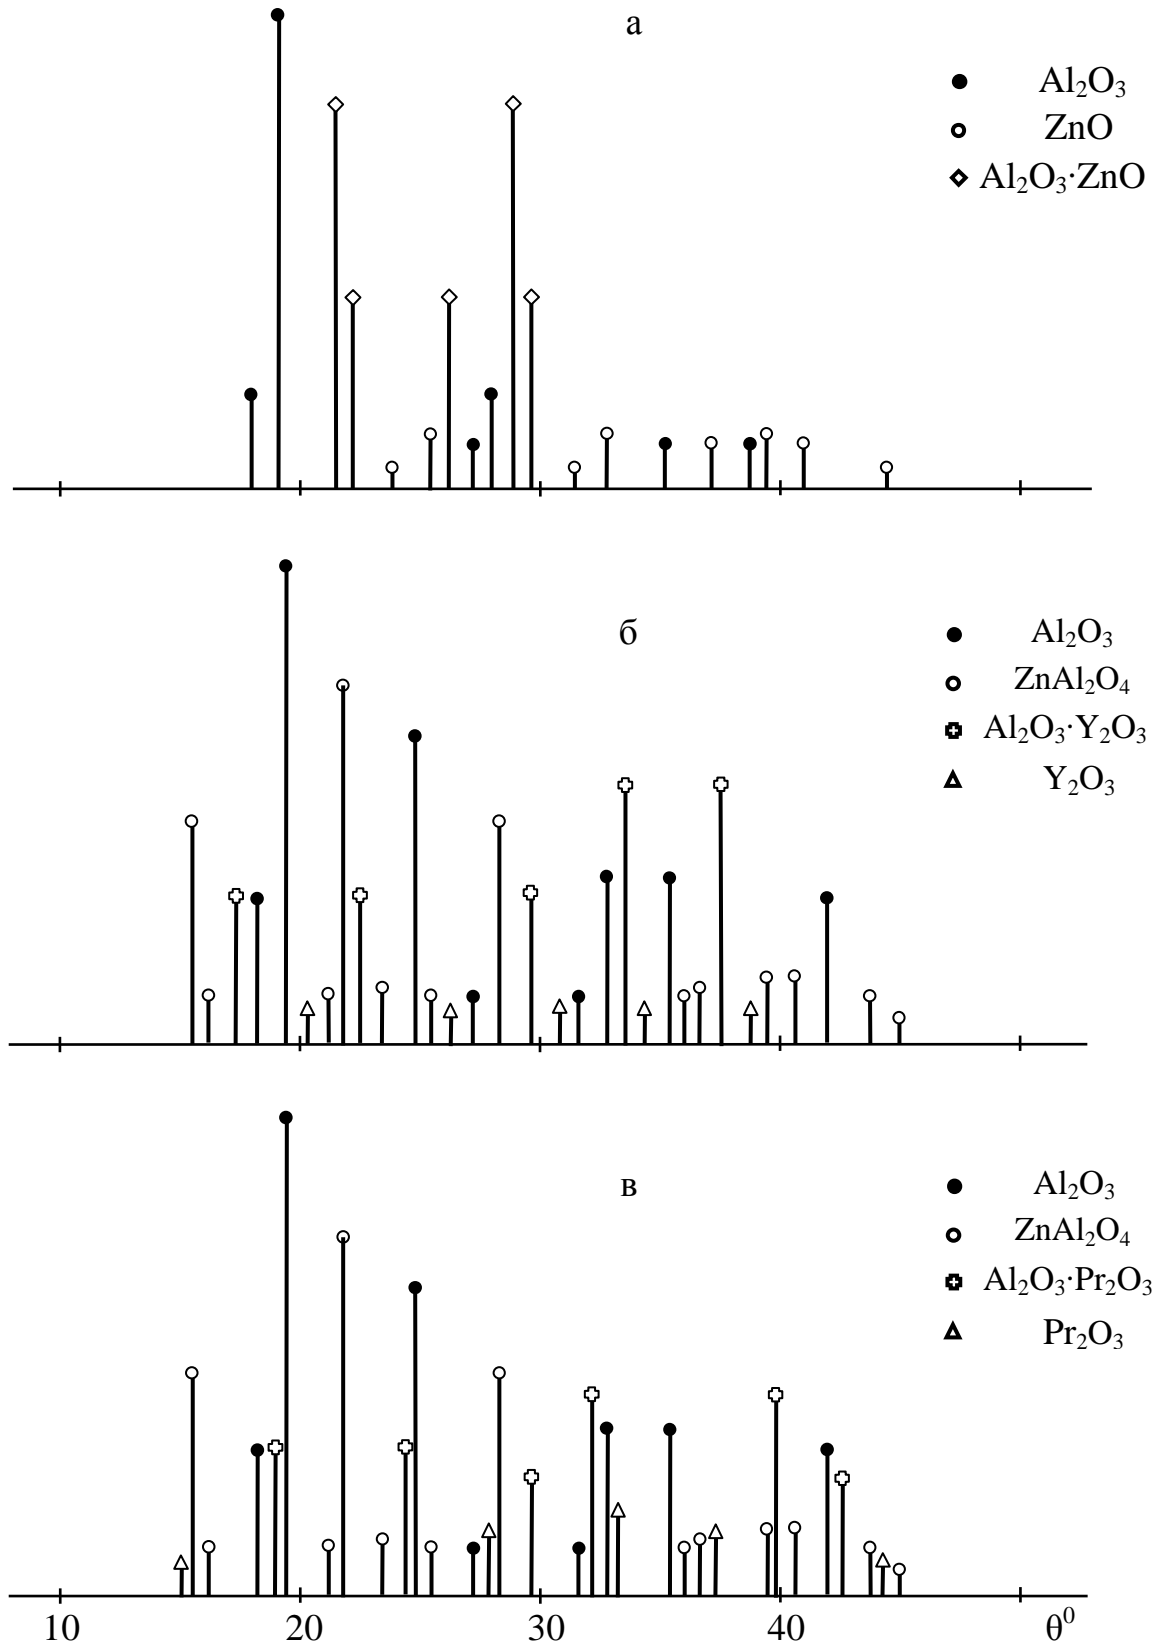 а
Al₂O₃
ZnO
Al₂O₃·ZnO
б
Al₂O₃
ZnAl₂O₄
Al₂O₃·Y₂O₃
Y₂O₃
в
Al₂O₃
ZnAl₂O₄
Al₂O₃·Pr₂O₃
Pr₂O₃
10 20 30 40 θ⁰